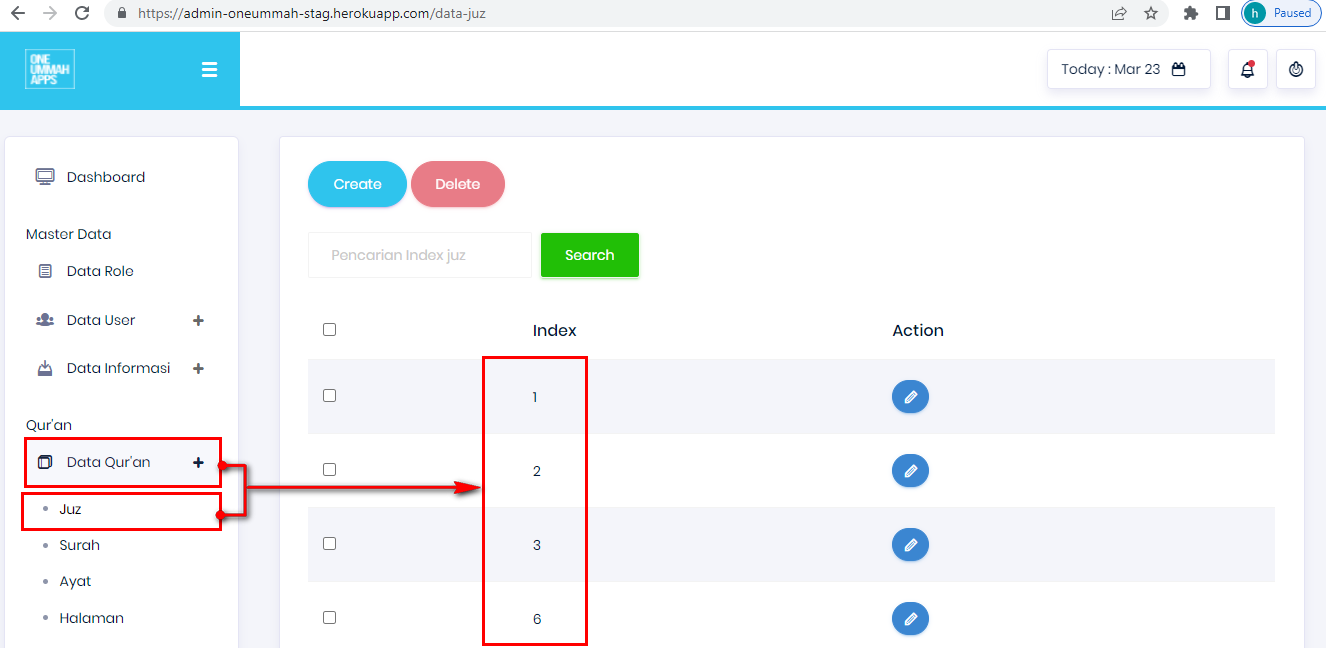 https://admin-oneummah-stag.herokuapp.com/data-juz
h
Paused
ONE
UMMAH
APPS
Today : Mar 23
Dashboard
Master Data
Data Role
Data User
Data Informasi
Qur'an
Data Qur'an
Juz
Surah
Ayat
Halaman
Create
Delete
Pencarian Index juz
Search
Index
Action
1
2
3
6